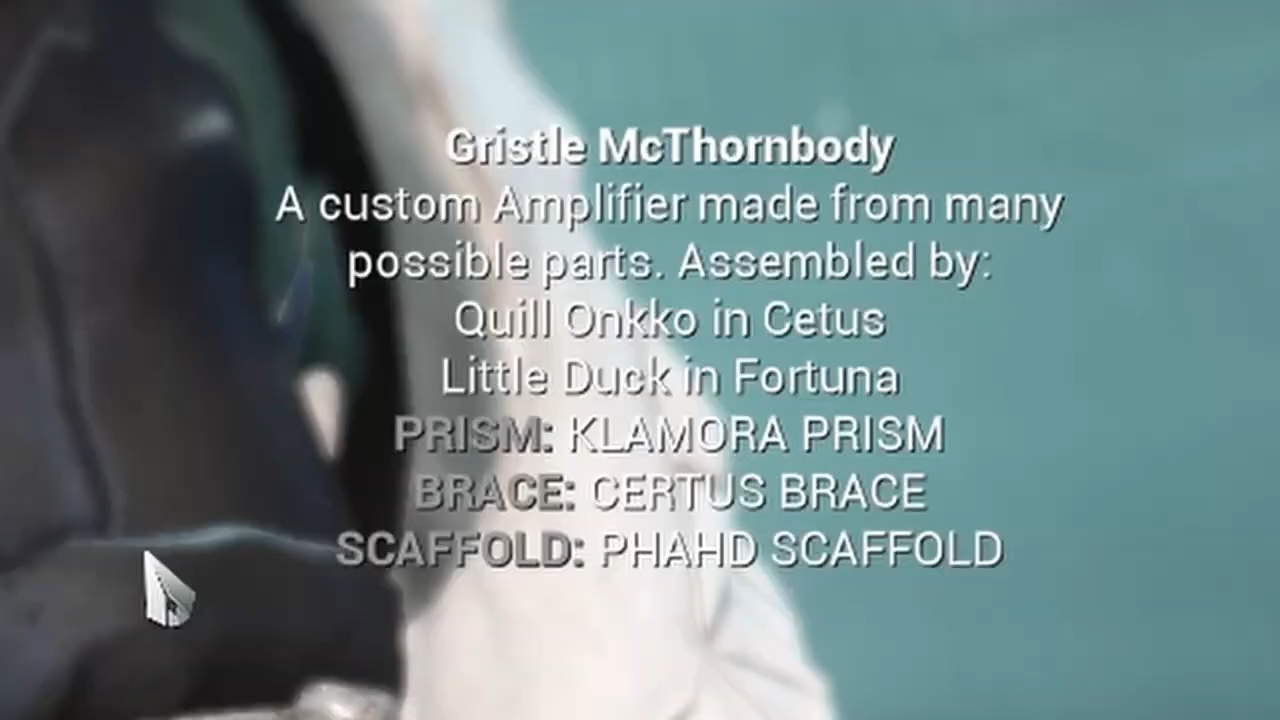 Gristle McThornbody
A custom Amplifier made from many
possible parts. Assembled by:
Quill Onkko in Cetus
Little Duck in Fortuna
PRISM: KLAMORA PRISM
BRACE: CERTUS BRACE
SCAFFOLD: PHAHD SCAFFOLD